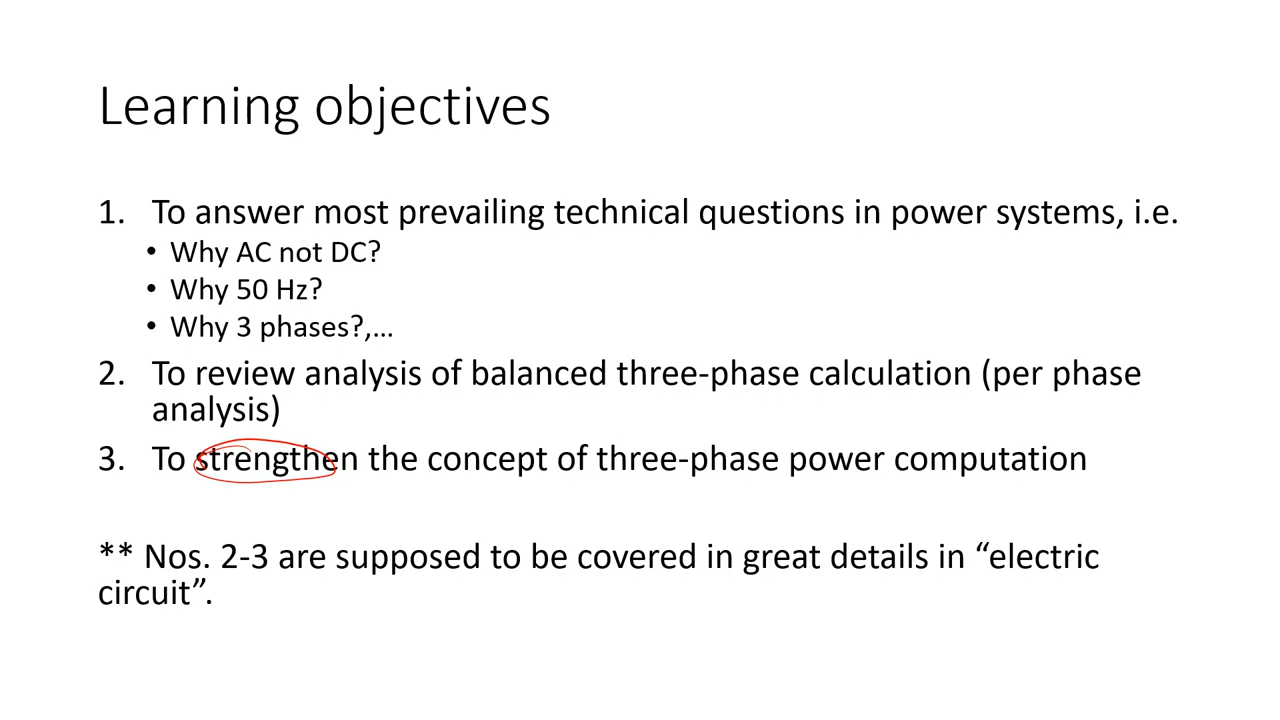 Learning objectives
1. To answer most prevailing technical questions in power systems, i.e.
• Why AC not DC?
• Why 50 Hz?
• Why 3 phases?,...
2. To review analysis of balanced three-phase calculation (per phase
analysis)
3. To strengthen the concept of three-phase power computation
** Nos. 2-3 are supposed to be covered in great details in “electric
circuit”.